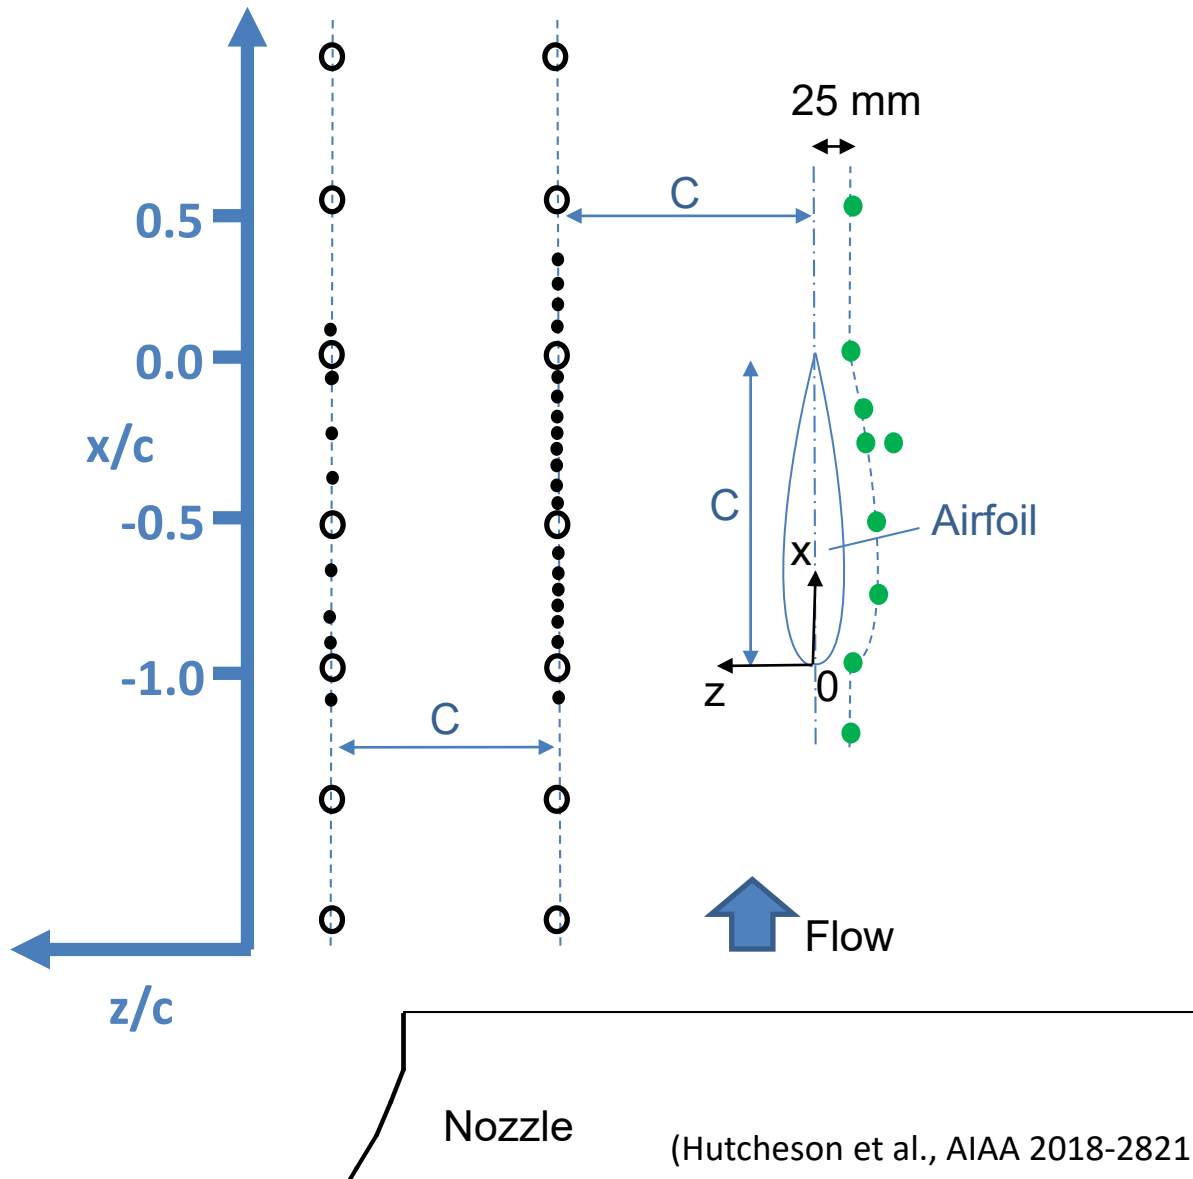 25 mm
C
0.5
0.0
x/c
-0.5
C
Airfoil
x
-1.0
z
0
C
Flow
z/c
Nozzle
(Hutcheson et al., AIAA 2018-2821